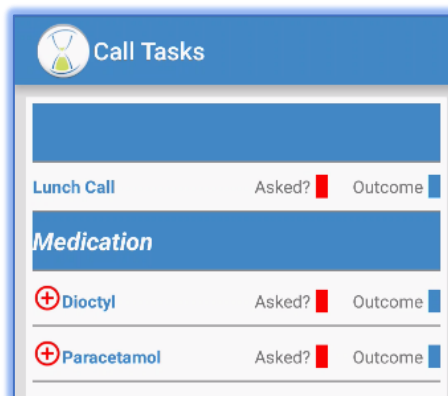 Call Tasks
Lunch Call Asked? Outcome
Medication
Dioctyl Asked? Outcome
Paracetamol Asked? Outcome